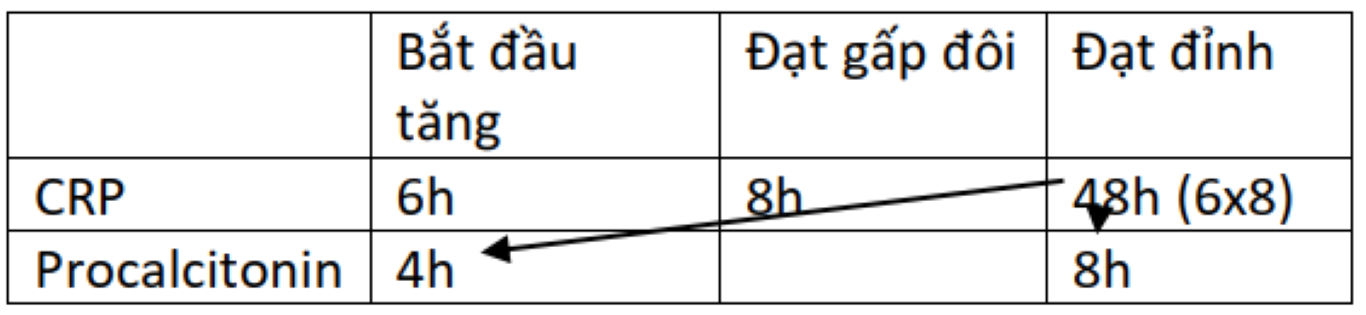 Bắt đầu tăng Đạt gấp đôi Đạt đỉnh
CRP 6h 8h 48h (6x8)
Procalcitonin 4h 8h